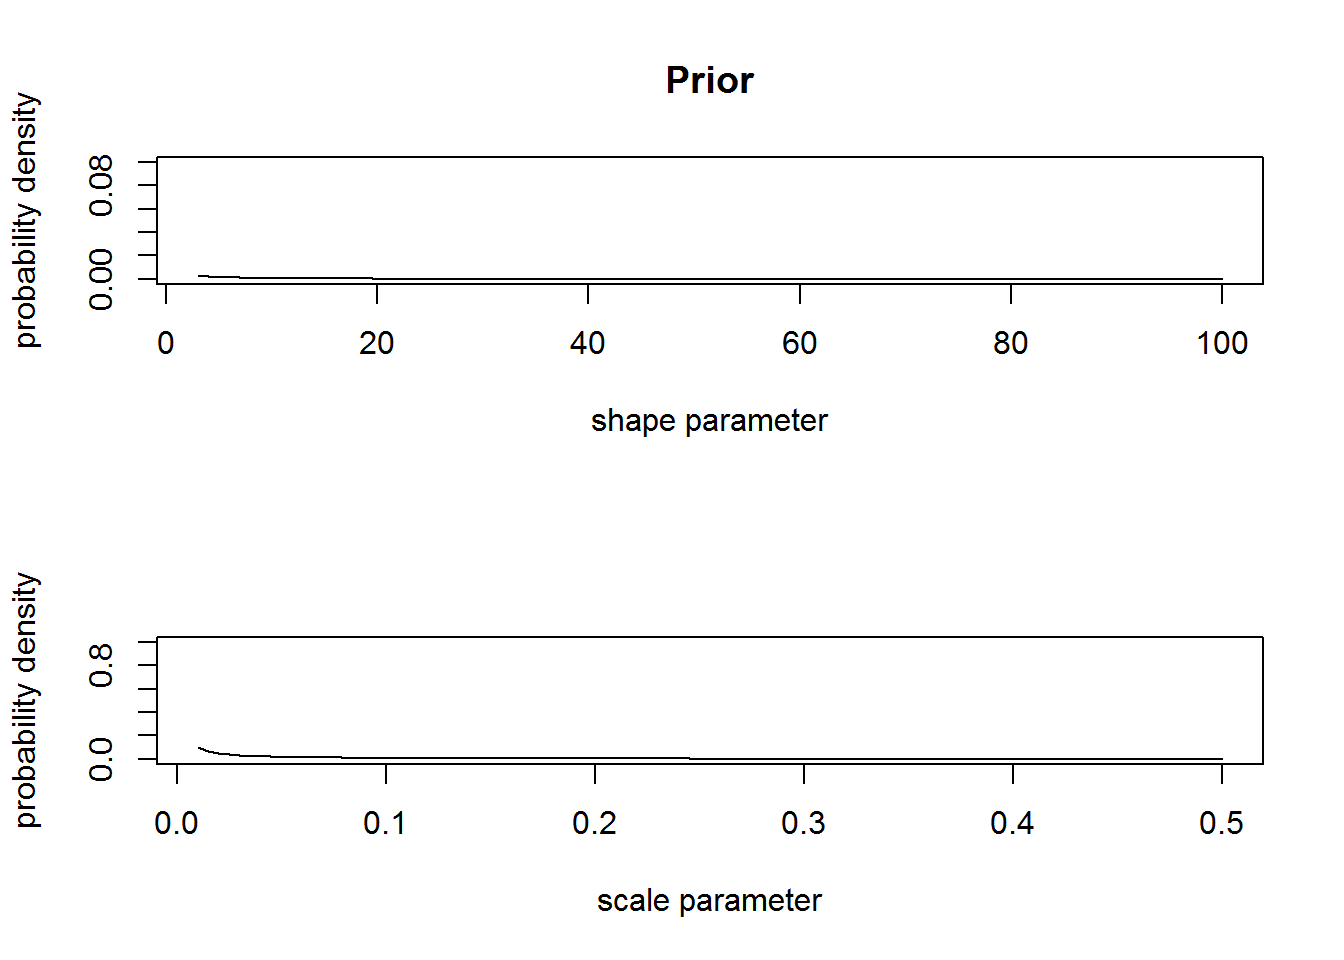 Prior
probability density
0.08
0.00
0 20 40 60 80 100
shape parameter
probability density
0.8
0.0
0.0 0.1 0.2 0.3 0.4 0.5
scale parameter